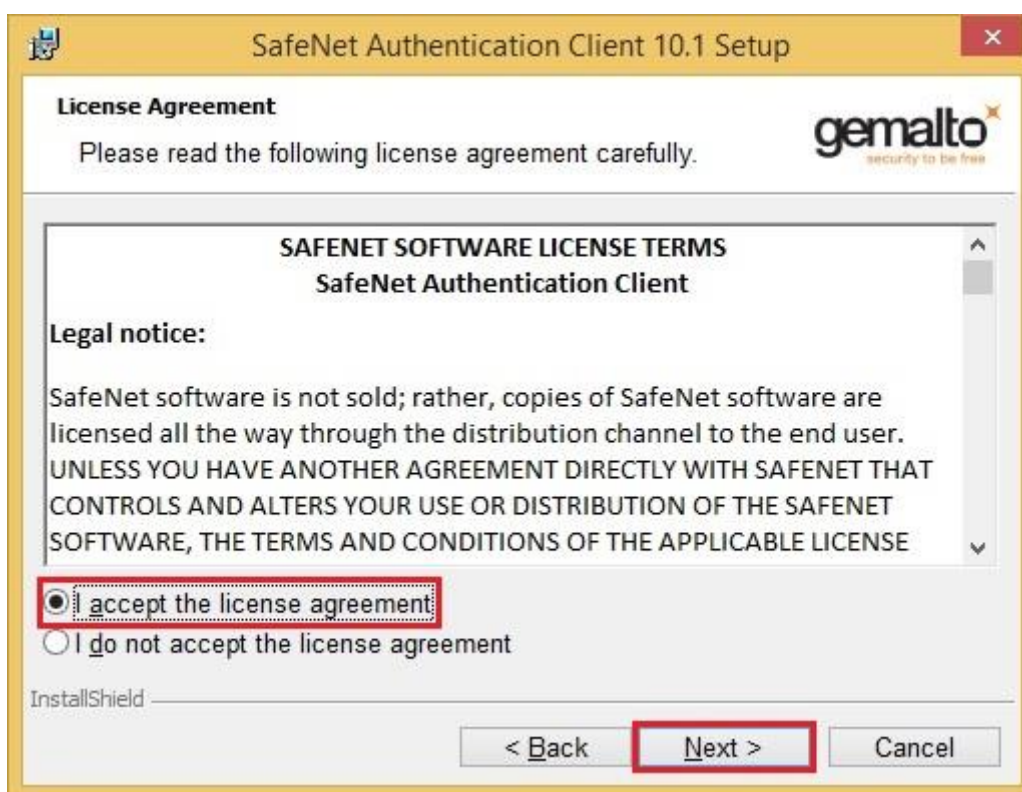 SafeNet Authentication Client 10.1 Setup
License Agreement
Please read the following license agreement carefully.
gemalto
security to be free
SAFENET SOFTWARE LICENSE TERMS
SafeNet Authentication Client
Legal notice:
SafeNet software is not sold; rather, copies of SafeNet software are
licensed all the way through the distribution channel to the end user.
UNLESS YOU HAVE ANOTHER AGREEMENT DIRECTLY WITH SAFENET THAT
CONTROLS AND ALTERS YOUR USE OR DISTRIBUTION OF THE SAFENET
SOFTWARE, THE TERMS AND CONDITIONS OF THE APPLICABLE LICENSE
I accept the license agreement
I do not accept the license agreement
InstallShield
< Back Next > Cancel